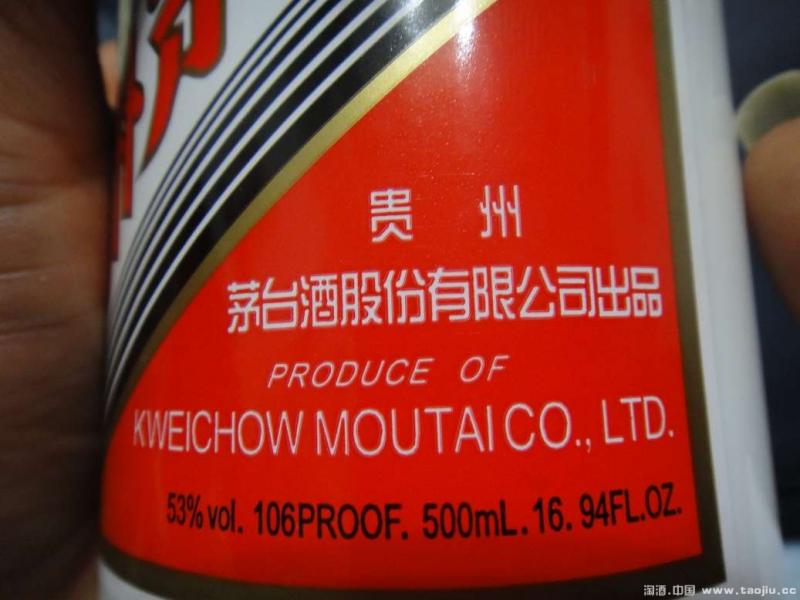 贵州
茅台酒股份有限公司出品
PRODUCE OF
KWEICHOW MOUTAI CO., LTD.
53% vol. 106PROOF. 500mL. 16. 94FL.OZ.
淘酒.中国 www.taojiu.cc